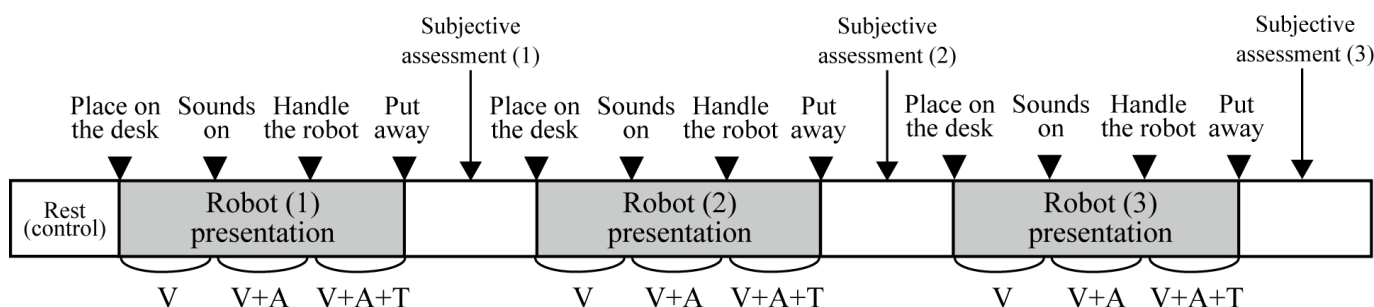 Subjective
assessment (1)
Subjective
assessment (2)
Subjective
assessment (3)
Place on
the desk
Sounds
on
Handle
the robot
Put
away
Place on
the desk
Sounds
on
Handle
the robot
Put
away
Place on
the desk
Sounds
on
Handle
the robot
Put
away
Rest
(control)
Robot (1)
presentation
Robot (2)
presentation
Robot (3)
presentation
V
V+A
V+A+T
V
V+A
V+A+T
V
V+A
V+A+T